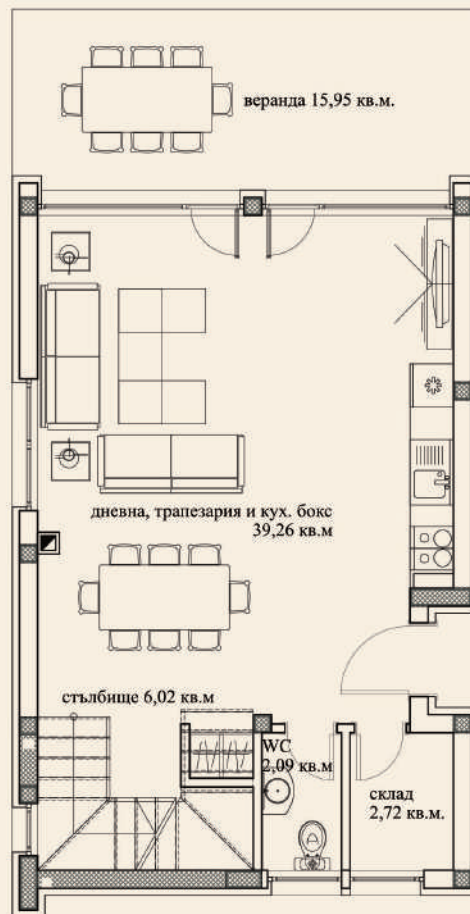 веранда 15,95 кв.м.
дневна, трапезария и кух. бокс
39,26 кв.м
стълбище 6,02 кв.м
WC
2,09 кв.м
склад
2,72 кв.м.